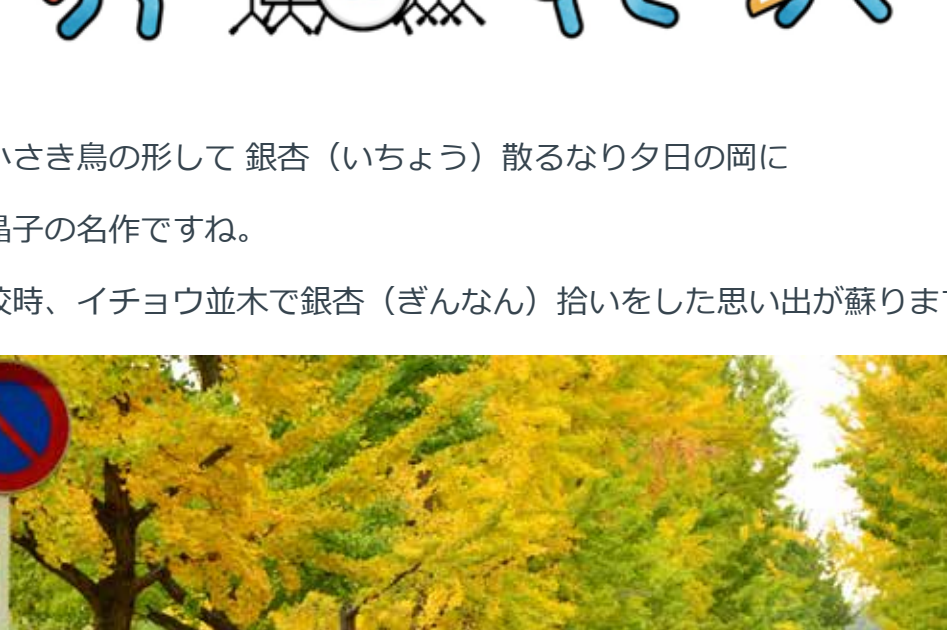 さき鳥の形して 銀杏（いちょう）散るなり夕日の岡に
晶子の名作ですね。
時、イチョウ並木で銀杏（ぎんなん）拾いをした思い出が蘇りま